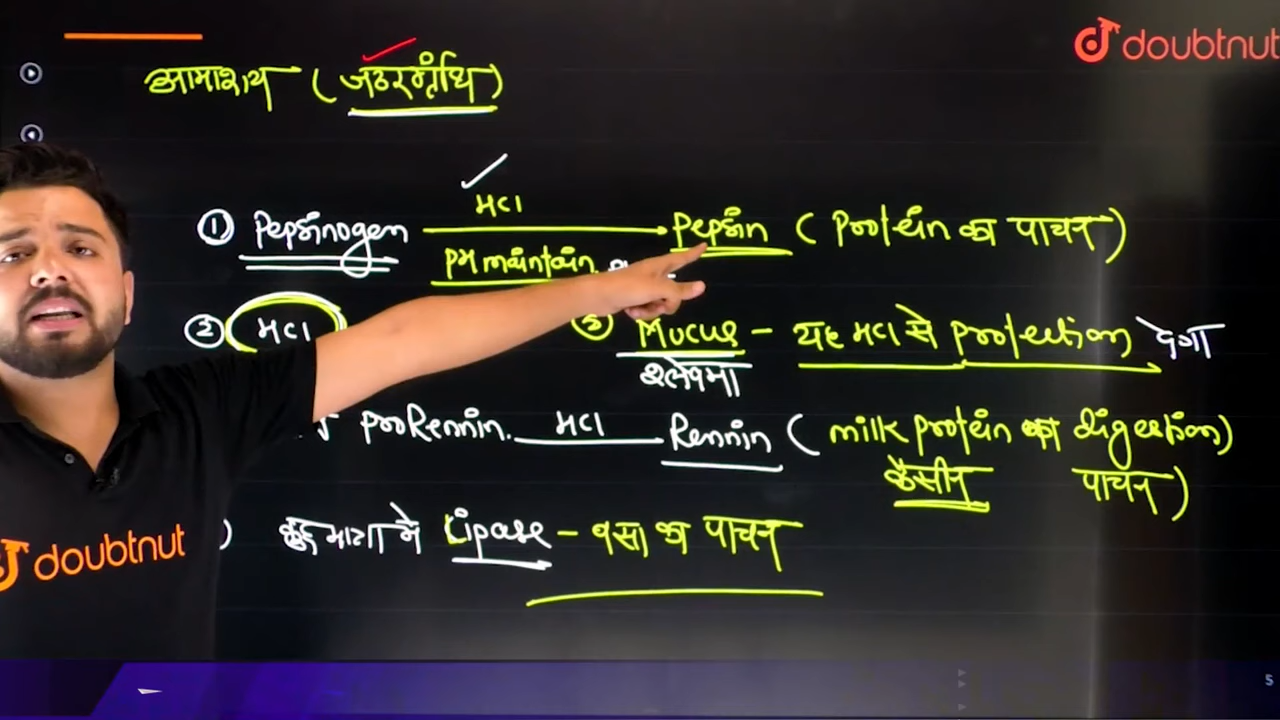 doubtnut
आमाशय (जठरग्रंथि)
① Pepsinogen HCl Pepsin (Protein का पाचन)
PH maintain
② HCl
Mucus - यह HCl से Protection देगा
श्लेष्मा
proRennin HCl Rennin (milk protein का digestion)
कैसीन पाचन)
कुछ मात्रा मे Lipase - वसा का पाचन
doubtnut
5